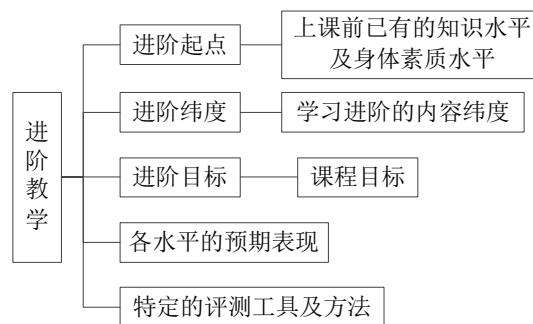 进阶教学
进阶起点
上课前已有的知识水平
及身体素质水平
进阶纬度
学习进阶的内容纬度
进阶目标
课程目标
各水平的预期表现
特定的评测工具及方法